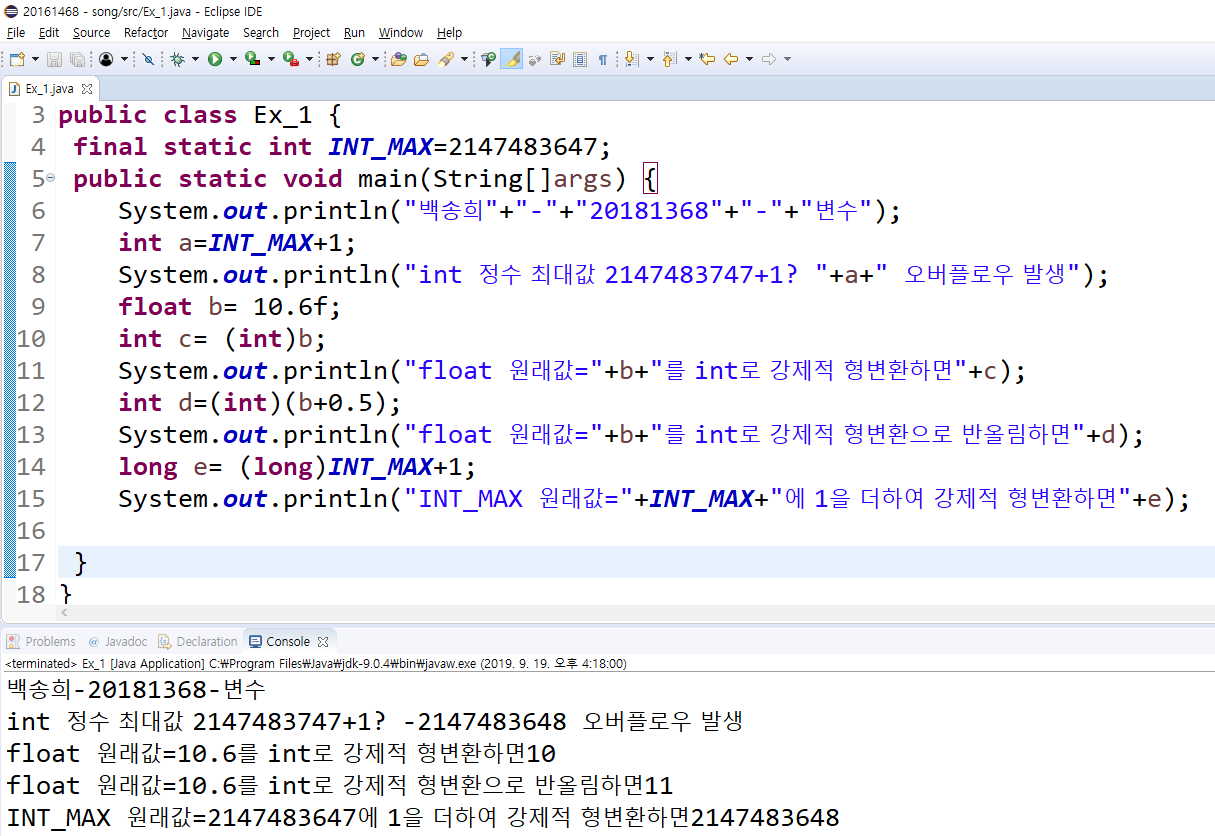 20161468 - song/src/Ex_1.java - Eclipse IDE
File Edit Source Refactor Navigate Search Project Run Window Help
Ex_1.java
3 public class Ex_1 {
4 final static int INT_MAX=2147483647;
5 public static void main(String[]args) {
6 System.out.println("백송희"+"-"+"20181368"+"-"+"변수");
7 int a=INT_MAX+1;
8 System.out.println("int 정수 최대값 2147483747+1? "+a+" 오버플로우 발생");
9 float b= 10.6f;
10 int c= (int)b;
11 System.out.println("float 원래값="+b+"를 int로 강제적 형변환하면"+c);
12 int d=(int)(b+0.5);
13 System.out.println("float 원래값="+b+"를 int로 강제적 형변환으로 반올림하면"+d);
14 long e= (long)INT_MAX+1;
15 System.out.println("INT_MAX 원래값="+INT_MAX+"에 1을 더하여 강제적 형변환하면"+e);
16
17 }
18 }
Problems @ Javadoc Declaration Console
<terminated> Ex_1 [Java Application] C:₩Program Files₩Java₩jdk-9.0.4₩bin₩javaw.exe (2019. 9. 19. 오후 4:18:00)
백송희-20181368-변수
int 정수 최대값 2147483747+1? -2147483648 오버플로우 발생
float 원래값=10.6를 int로 강제적 형변환하면10
float 원래값=10.6를 int로 강제적 형변환으로 반올림하면11
INT_MAX 원래값=2147483647에 1을 더하여 강제적 형변환하면2147483648